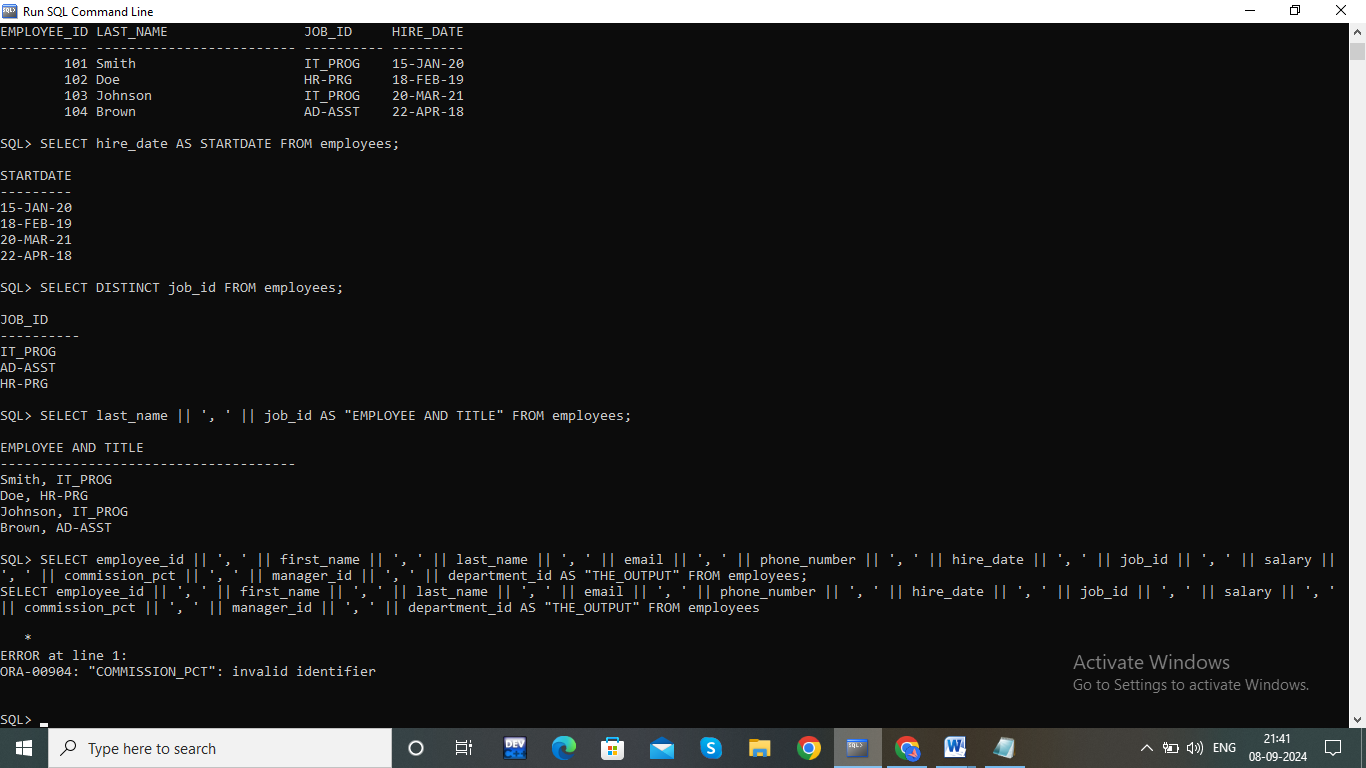 Run SQL Command Line
EMPLOYEE_ID LAST_NAME                 JOB_ID     HIRE_DATE
----------- ------------------------- ---------- ---------
        101 Smith                     IT_PROG    15-JAN-20
        102 Doe                       HR-PRG     18-FEB-19
        103 Johnson                   IT_PROG    20-MAR-21
        104 Brown                     AD-ASST    22-APR-18
SQL> SELECT hire_date AS STARTDATE FROM employees;
STARTDATE
---------
15-JAN-20
18-FEB-19
20-MAR-21
22-APR-18
SQL> SELECT DISTINCT job_id FROM employees;
JOB_ID
----------
IT_PROG
AD-ASST
HR-PRG
SQL> SELECT last_name || ', ' || job_id AS "EMPLOYEE AND TITLE" FROM employees;
EMPLOYEE AND TITLE
-------------------------------------
Smith, IT_PROG
Doe, HR-PRG
Johnson, IT_PROG
Brown, AD-ASST
SQL> SELECT employee_id || ', ' || first_name || ', ' || last_name || ', ' || email || ', ' || phone_number || ', ' || hire_date || ', ' || job_id || ', ' || salary ||
', ' || commission_pct || ', ' || manager_id || ', ' || department_id AS "THE_OUTPUT" FROM employees;
SELECT employee_id || ', ' || first_name || ', ' || last_name || ', ' || email || ', ' || phone_number || ', ' || hire_date || ', ' || job_id || ', ' || salary || ', '
|| commission_pct || ', ' || manager_id || ', ' || department_id AS "THE_OUTPUT" FROM employees
*
ERROR at line 1:
ORA-00904: "COMMISSION_PCT": invalid identifier
SQL>
Activate Windows
Go to Settings to activate Windows.
Type here to search
ENG
21:41
08-09-2024